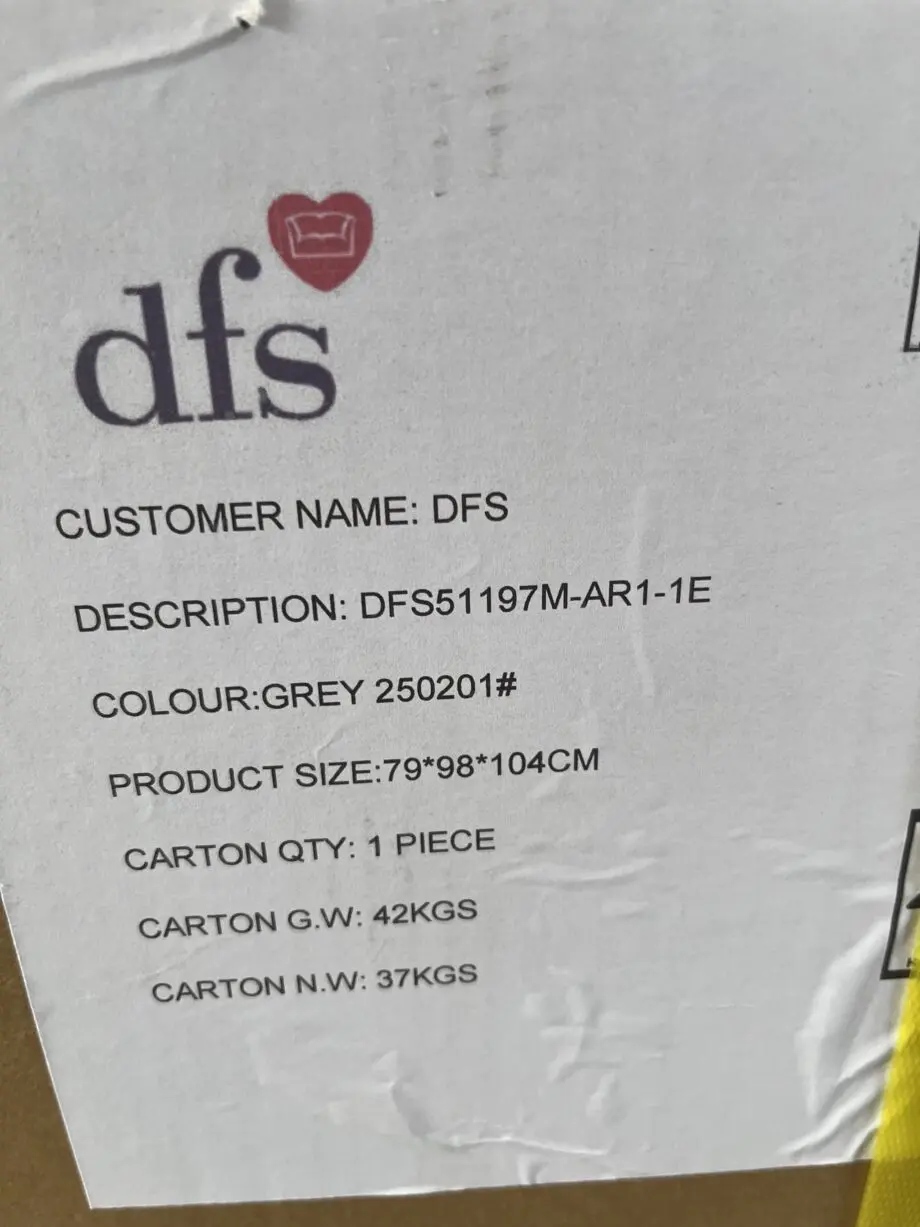 dfs
CUSTOMER NAME: DFS
DESCRIPTION: DFS51197M-AR1-1E
COLOUR:GREY 250201#
PRODUCT SIZE:79*98*104CM
CARTON QTY: 1 PIECE
CARTON G.W: 42KGS
CARTON N.W: 37KGS